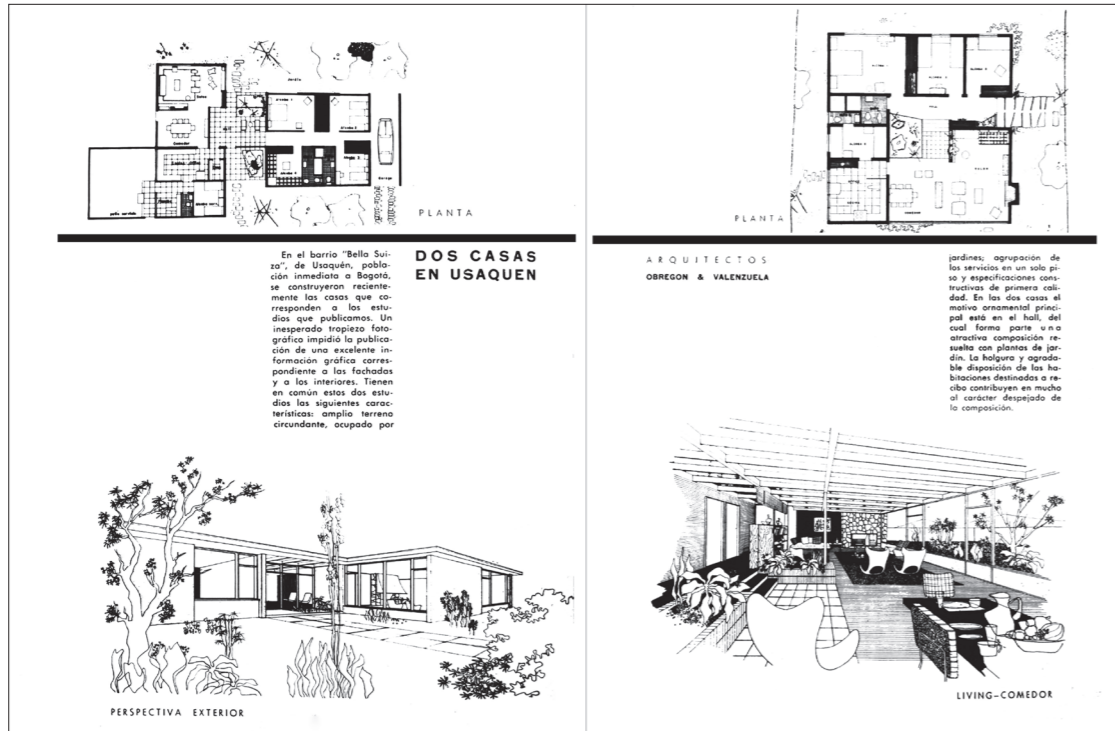 Jardín
PLANTA
DOS CASAS
EN USAQUEN
En el barrio "Bella Sui-
za", de Usaquén, pobla-
ción inmediata a Bogotá,
se construyeron reciente-
mente las casas que co-
rresponden a los estu-
dios que publicamos. Un
inesperado tropiezo foto-
gráfico impidió la publica-
ción de una excelente in-
formación gráfica corres-
pondiente a las fachadas
y a los interiores. Tienen
en común estos dos estu-
dios las siguientes carac-
terísticas: amplio terreno
circundante, ocupado por
PERSPECTIVA EXTERIOR
PLANTA
ARQUITECTOS
OBREGON & VALENZUELA
jardines; agrupación de
los servicios en un solo pi-
so y especificaciones cons-
tructivas de primera cali-
dad. En las dos casas el
motivo ornamental princi-
pal está en el hall, del
cual forma parte una
atractiva composición re-
suelta con plantas de jar-
dín. La holgura y agrada-
ble disposición de las ha-
bitaciones destinadas a re-
cibo contribuyen en mucho
al carácter despejado de
la composición.
LIVING-COMEDOR